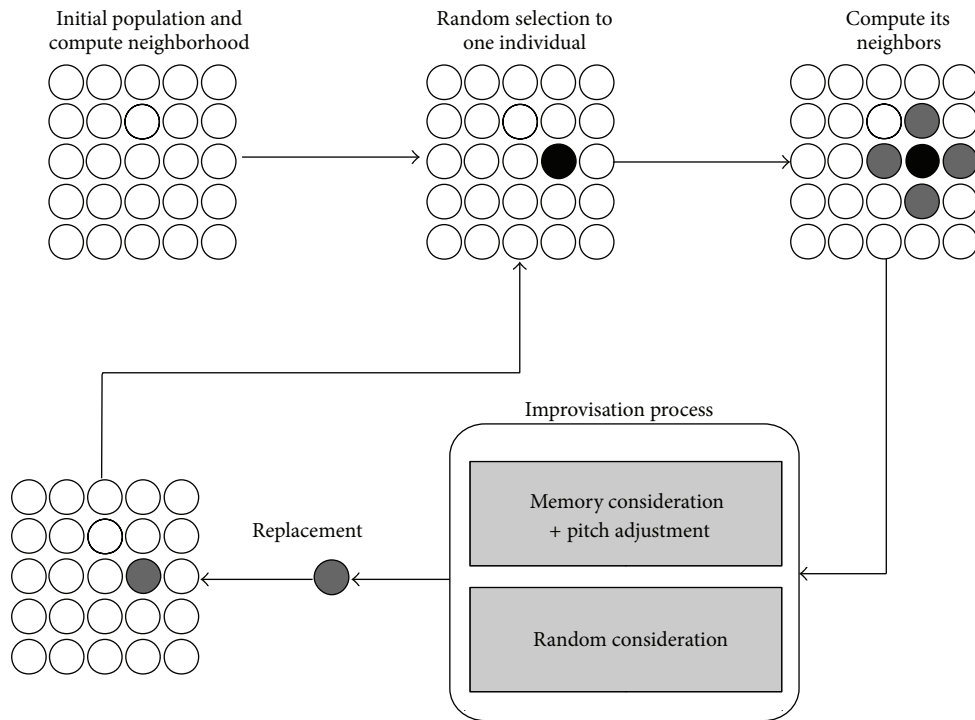 Initial population and
compute neighborhood
Random selection to
one individual
Compute its
neighbors
Improvisation process
Memory consideration
+ pitch adjustment
Replacement
Random consideration